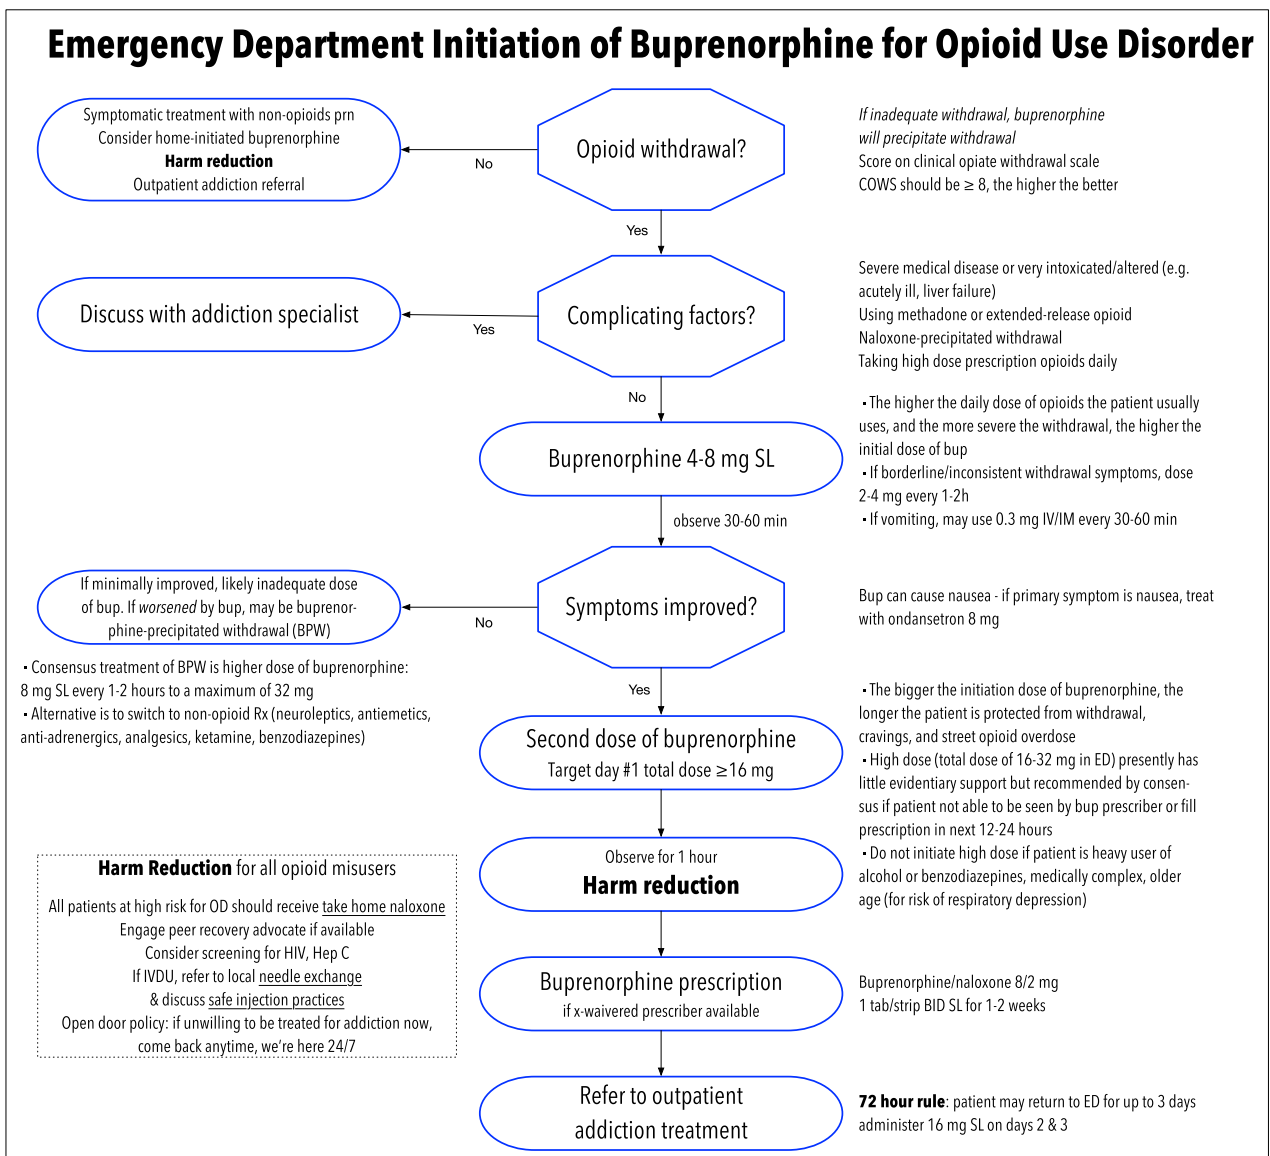 Emergency Department Initiation of Buprenorphine for Opioid Use Disorder
Symptomatic treatment with non-opioids prn
Consider home-initiated buprenorphine
Harm reduction
Outpatient addiction referral
No
Opioid withdrawal?
If inadequate withdrawal, buprenorphine
will precipitate withdrawal
Score on clinical opiate withdrawal scale
COWS should be ≥ 8, the higher the better
Yes
Discuss with addiction specialist
Yes
Complicating factors?
Severe medical disease or very intoxicated/altered (e.g.
acutely ill, liver failure)
Using methadone or extended-release opioid
Naloxone-precipitated withdrawal
Taking high dose prescription opioids daily
No
Buprenorphine 4-8 mg SL
▪ The higher the daily dose of opioids the patient usually
uses, and the more severe the withdrawal, the higher the
initial dose of bup
▪ If borderline/inconsistent withdrawal symptoms, dose
2-4 mg every 1-2h
▪ If vomiting, may use 0.3 mg IV/IM every 30-60 min
observe 30-60 min
If minimally improved, likely inadequate dose
of bup. If worsened by bup, may be buprenor-
phine-precipitated withdrawal (BPW)
No
Symptoms improved?
Bup can cause nausea - if primary symptom is nausea, treat
with ondansetron 8 mg
▪ Consensus treatment of BPW is higher dose of buprenorphine:
8 mg SL every 1-2 hours to a maximum of 32 mg
▪ Alternative is to switch to non-opioid Rx (neuroleptics, antiemetics,
anti-adrenergics, analgesics, ketamine, benzodiazepines)
Yes
Second dose of buprenorphine
Target day #1 total dose ≥16 mg
▪ The bigger the initiation dose of buprenorphine, the
longer the patient is protected from withdrawal,
cravings, and street opioid overdose
▪ High dose (total dose of 16-32 mg in ED) presently has
little evidentiary support but recommended by consen-
sus if patient not able to be seen by bup prescriber or fill
prescription in next 12-24 hours
▪ Do not initiate high dose if patient is heavy user of
alcohol or benzodiazepines, medically complex, older
age (for risk of respiratory depression)
Observe for 1 hour
Harm reduction
Harm Reduction for all opioid misusers
All patients at high risk for OD should receive take home naloxone
Engage peer recovery advocate if available
Consider screening for HIV, Hep C
If IVDU, refer to local needle exchange
& discuss safe injection practices
Open door policy: if unwilling to be treated for addiction now,
come back anytime, we're here 24/7
Buprenorphine prescription
if x-waivered prescriber available
Buprenorphine/naloxone 8/2 mg
1 tab/strip BID SL for 1-2 weeks
Refer to outpatient
addiction treatment
72 hour rule: patient may return to ED for up to 3 days
administer 16 mg SL on days 2 & 3